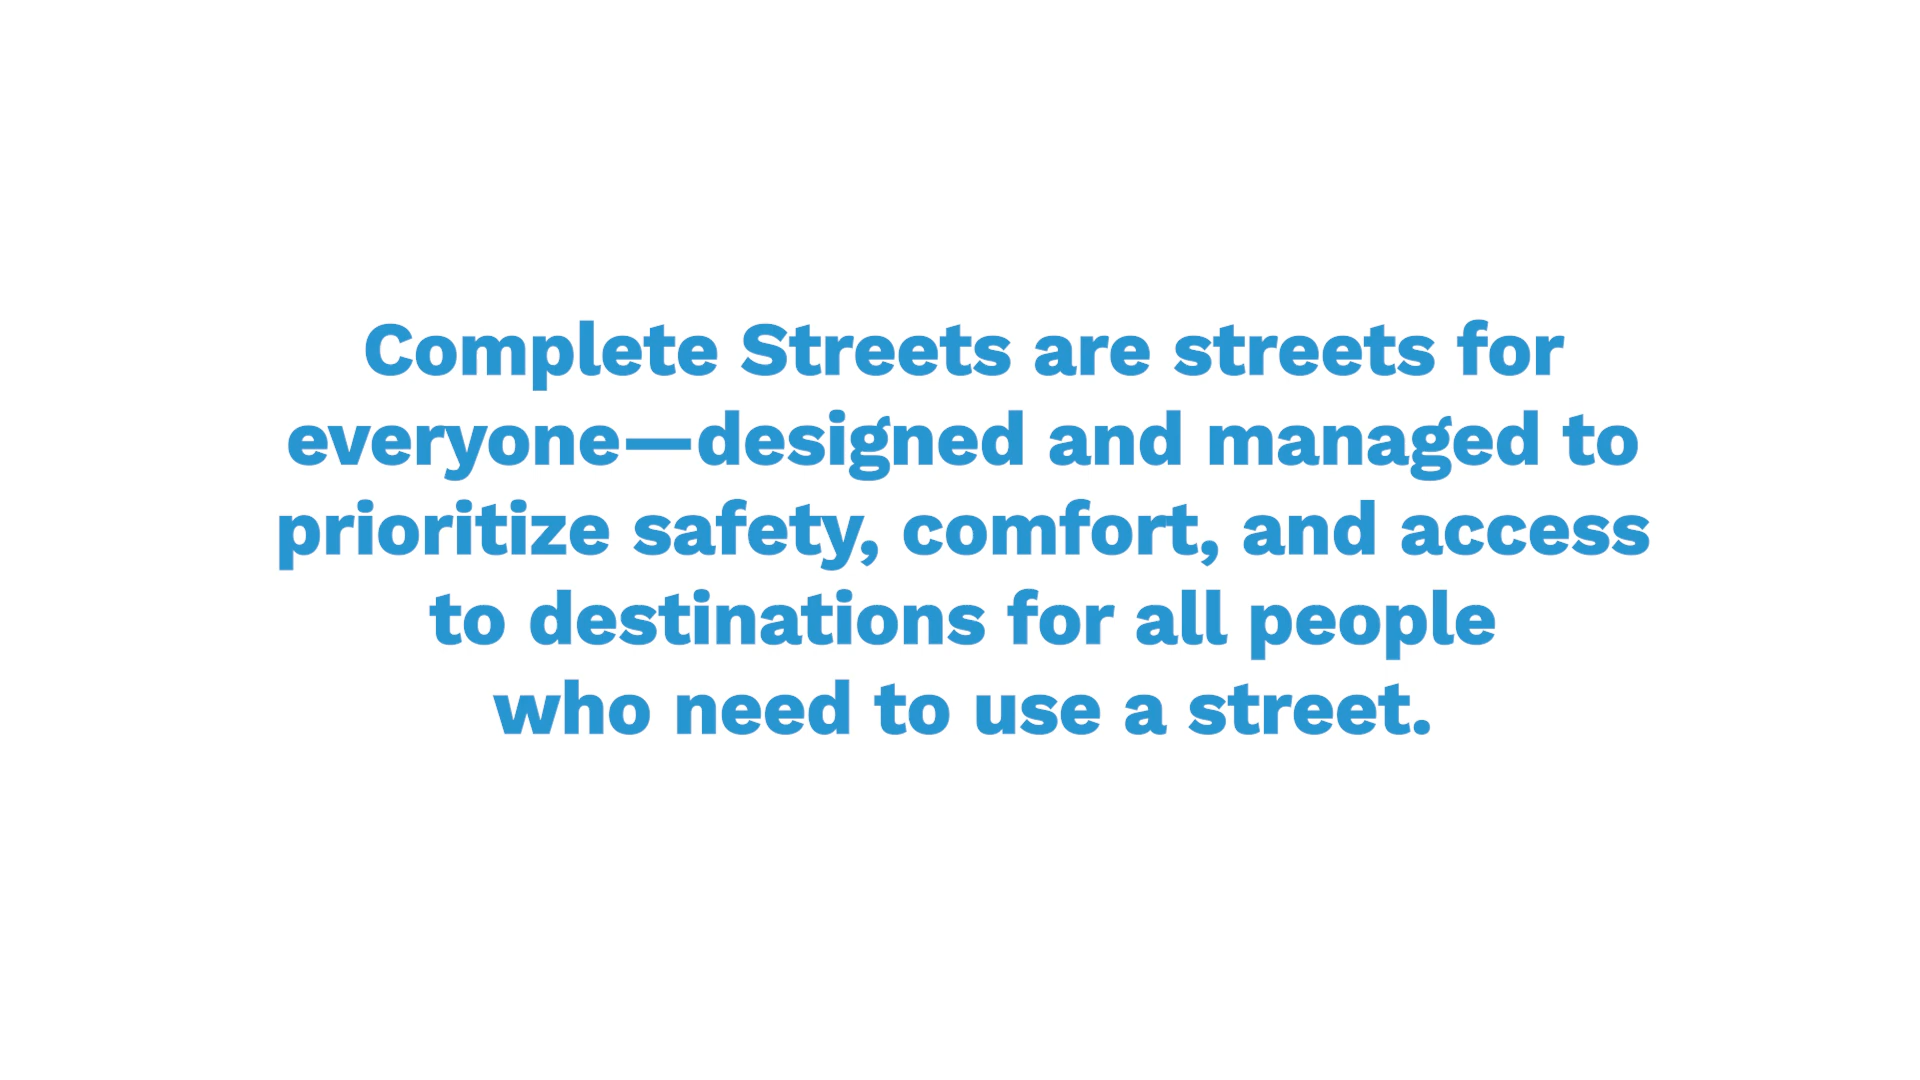 Complete Streets are streets for
everyone—designed and managed to
prioritize safety, comfort, and access
to destinations for all people
who need to use a street.